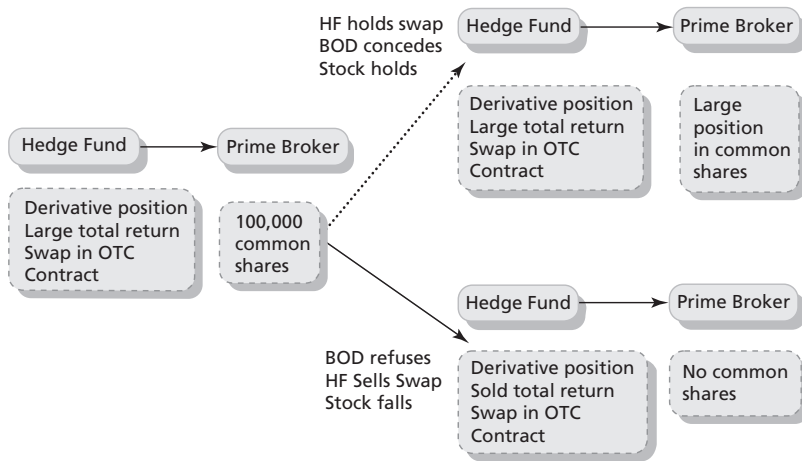 HF holds swap
BOD concedes
Stock holds
Hedge Fund
Prime Broker
Derivative position
Large total return
Swap in OTC
Contract
Large
position
in common
shares
Hedge Fund
Prime Broker
Derivative position
Large total return
Swap in OTC
Contract
100,000
common
shares
BOD refuses
HF Sells Swap
Stock falls
Hedge Fund
Prime Broker
Derivative position
Sold total return
Swap in OTC
Contract
No common
shares